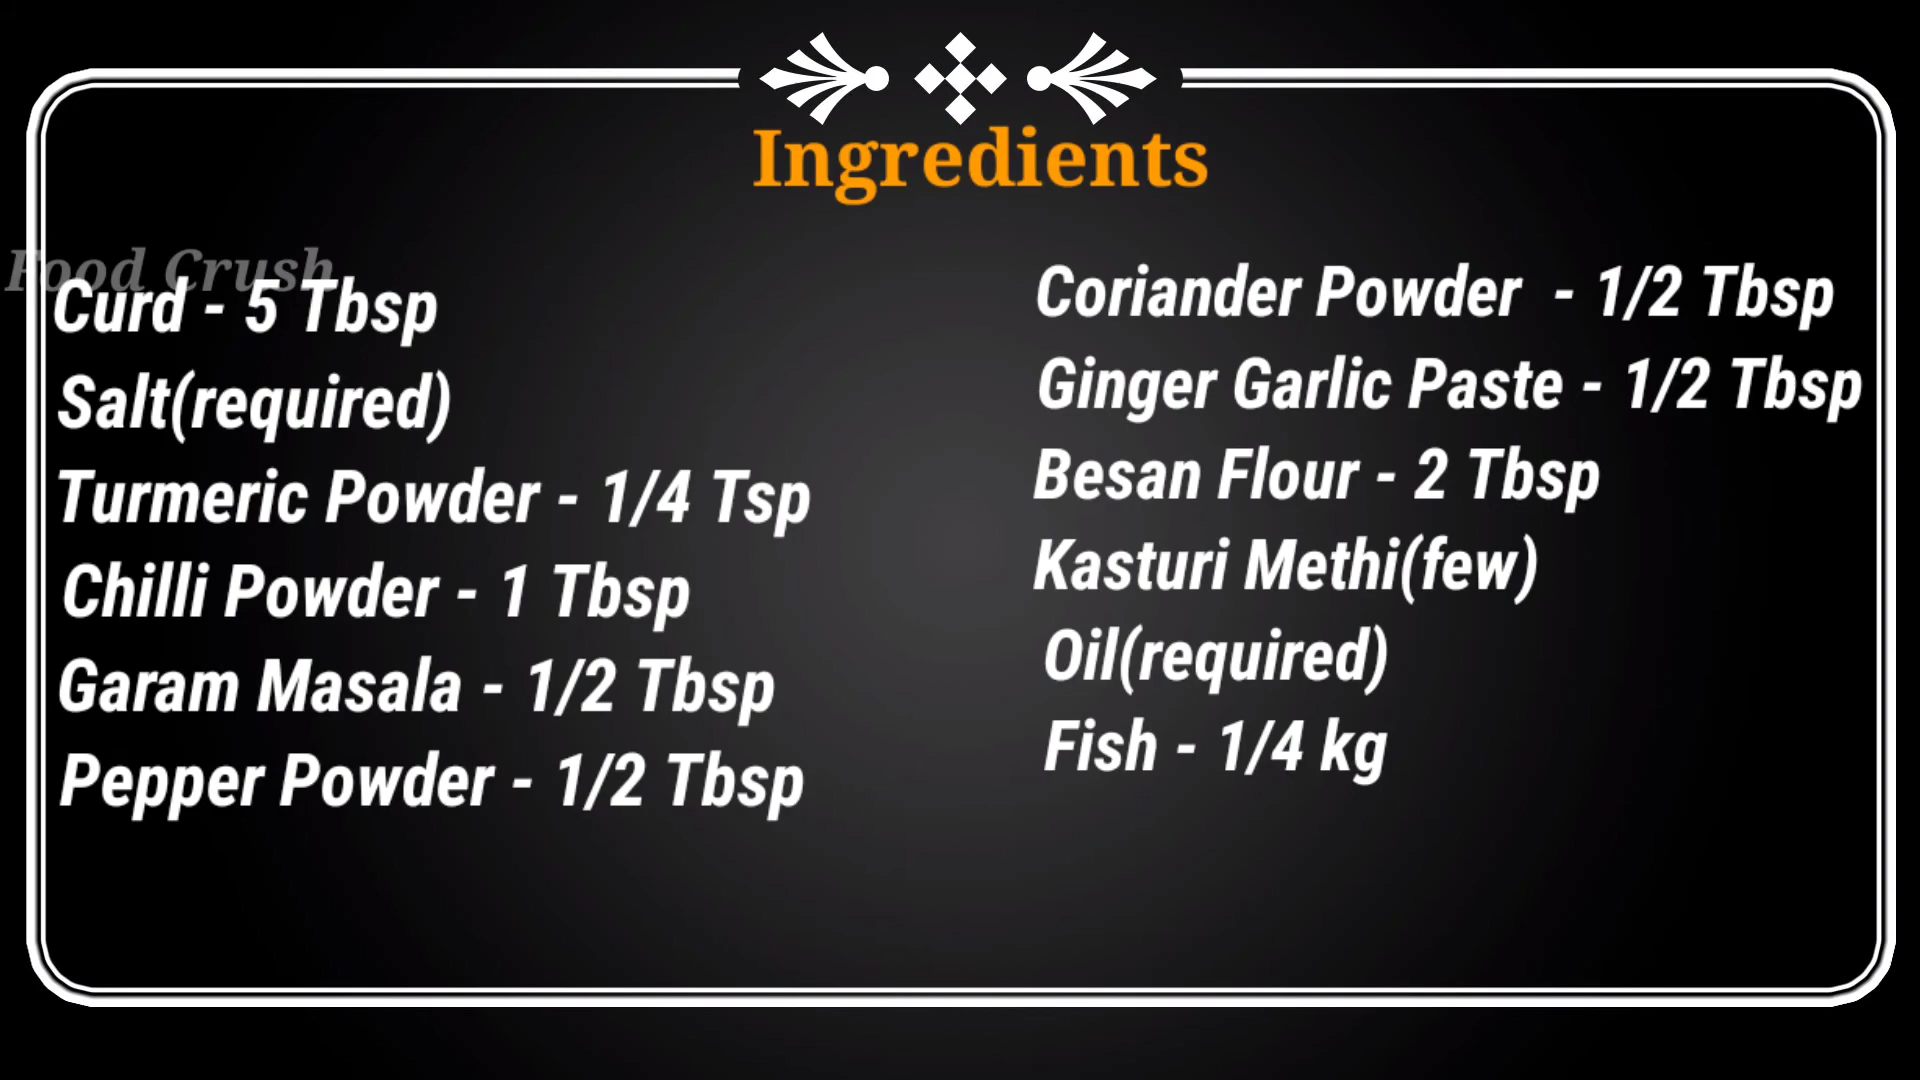 Ingredients
Food Crush
Curd - 5 Tbsp
Salt(required)
Turmeric Powder - 1/4 Tsp
Chilli Powder - 1 Tbsp
Garam Masala - 1/2 Tbsp
Pepper Powder - 1/2 Tbsp
Coriander Powder - 1/2 Tbsp
Ginger Garlic Paste - 1/2 Tbsp
Besan Flour - 2 Tbsp
Kasturi Methi(few)
Oil(required)
Fish - 1/4 kg